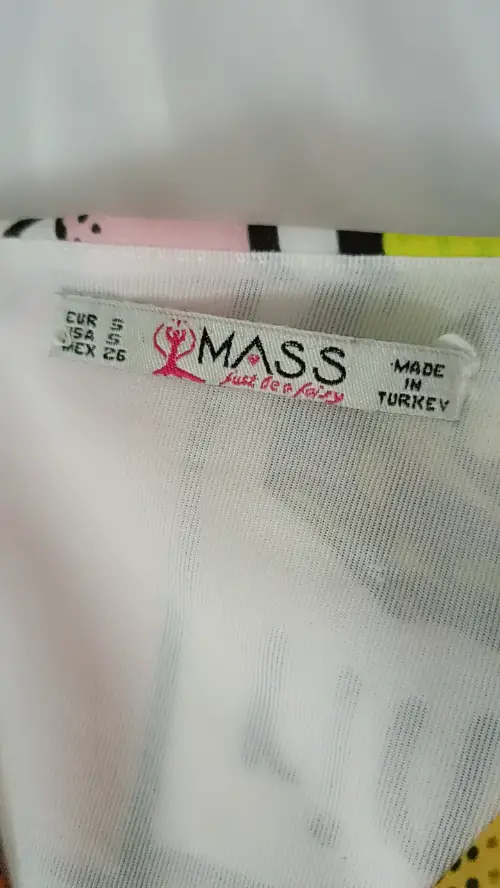 EUR S
USA S
MEX 26
MASS
just be a fairy
MADE
IN
TURKEY